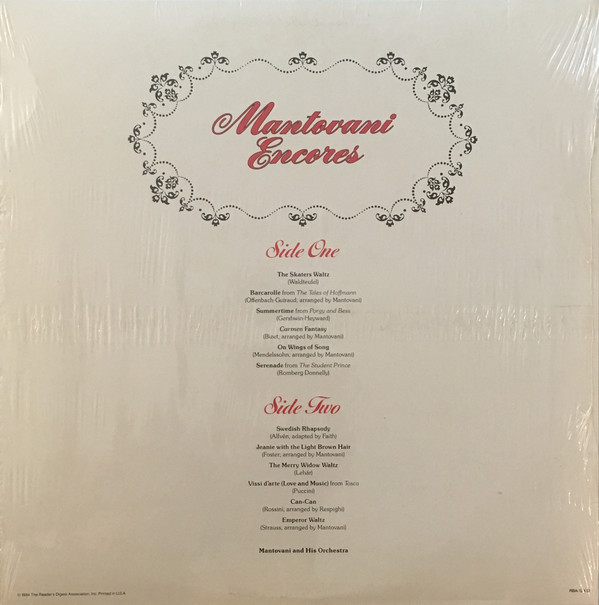 Mantovani
Encores
Side One
The Skaters Waltz
(Waldteufel)
Barcarolle from The Tales of Hoffmann
(Offenbach-Guiraud; arranged by Mantovani)
Summertime from Porgy and Bess
(Gershwin Heyward)
Carmen Fantasy
(Bizet; arranged by Mantovani)
On Wings of Song
(Mendelssohn; arranged by Mantovani)
Serenade from The Student Prince
(Romberg Donnelly)
Side Two
Swedish Rhapsody
(Alfvén; adapted by Faith)
Jeanie with the Light Brown Hair
(Foster; arranged by Mantovani)
The Merry Widow Waltz
(Lehár)
Vissi d'arte (Love and Music) from Tosca
(Puccini)
Can-Can
(Rossini; arranged by Respighi)
Emperor Waltz
(Strauss; arranged by Mantovani)
Mantovani and His Orchestra
The Reader's Digest Association, Inc. Printed in U.S.A.